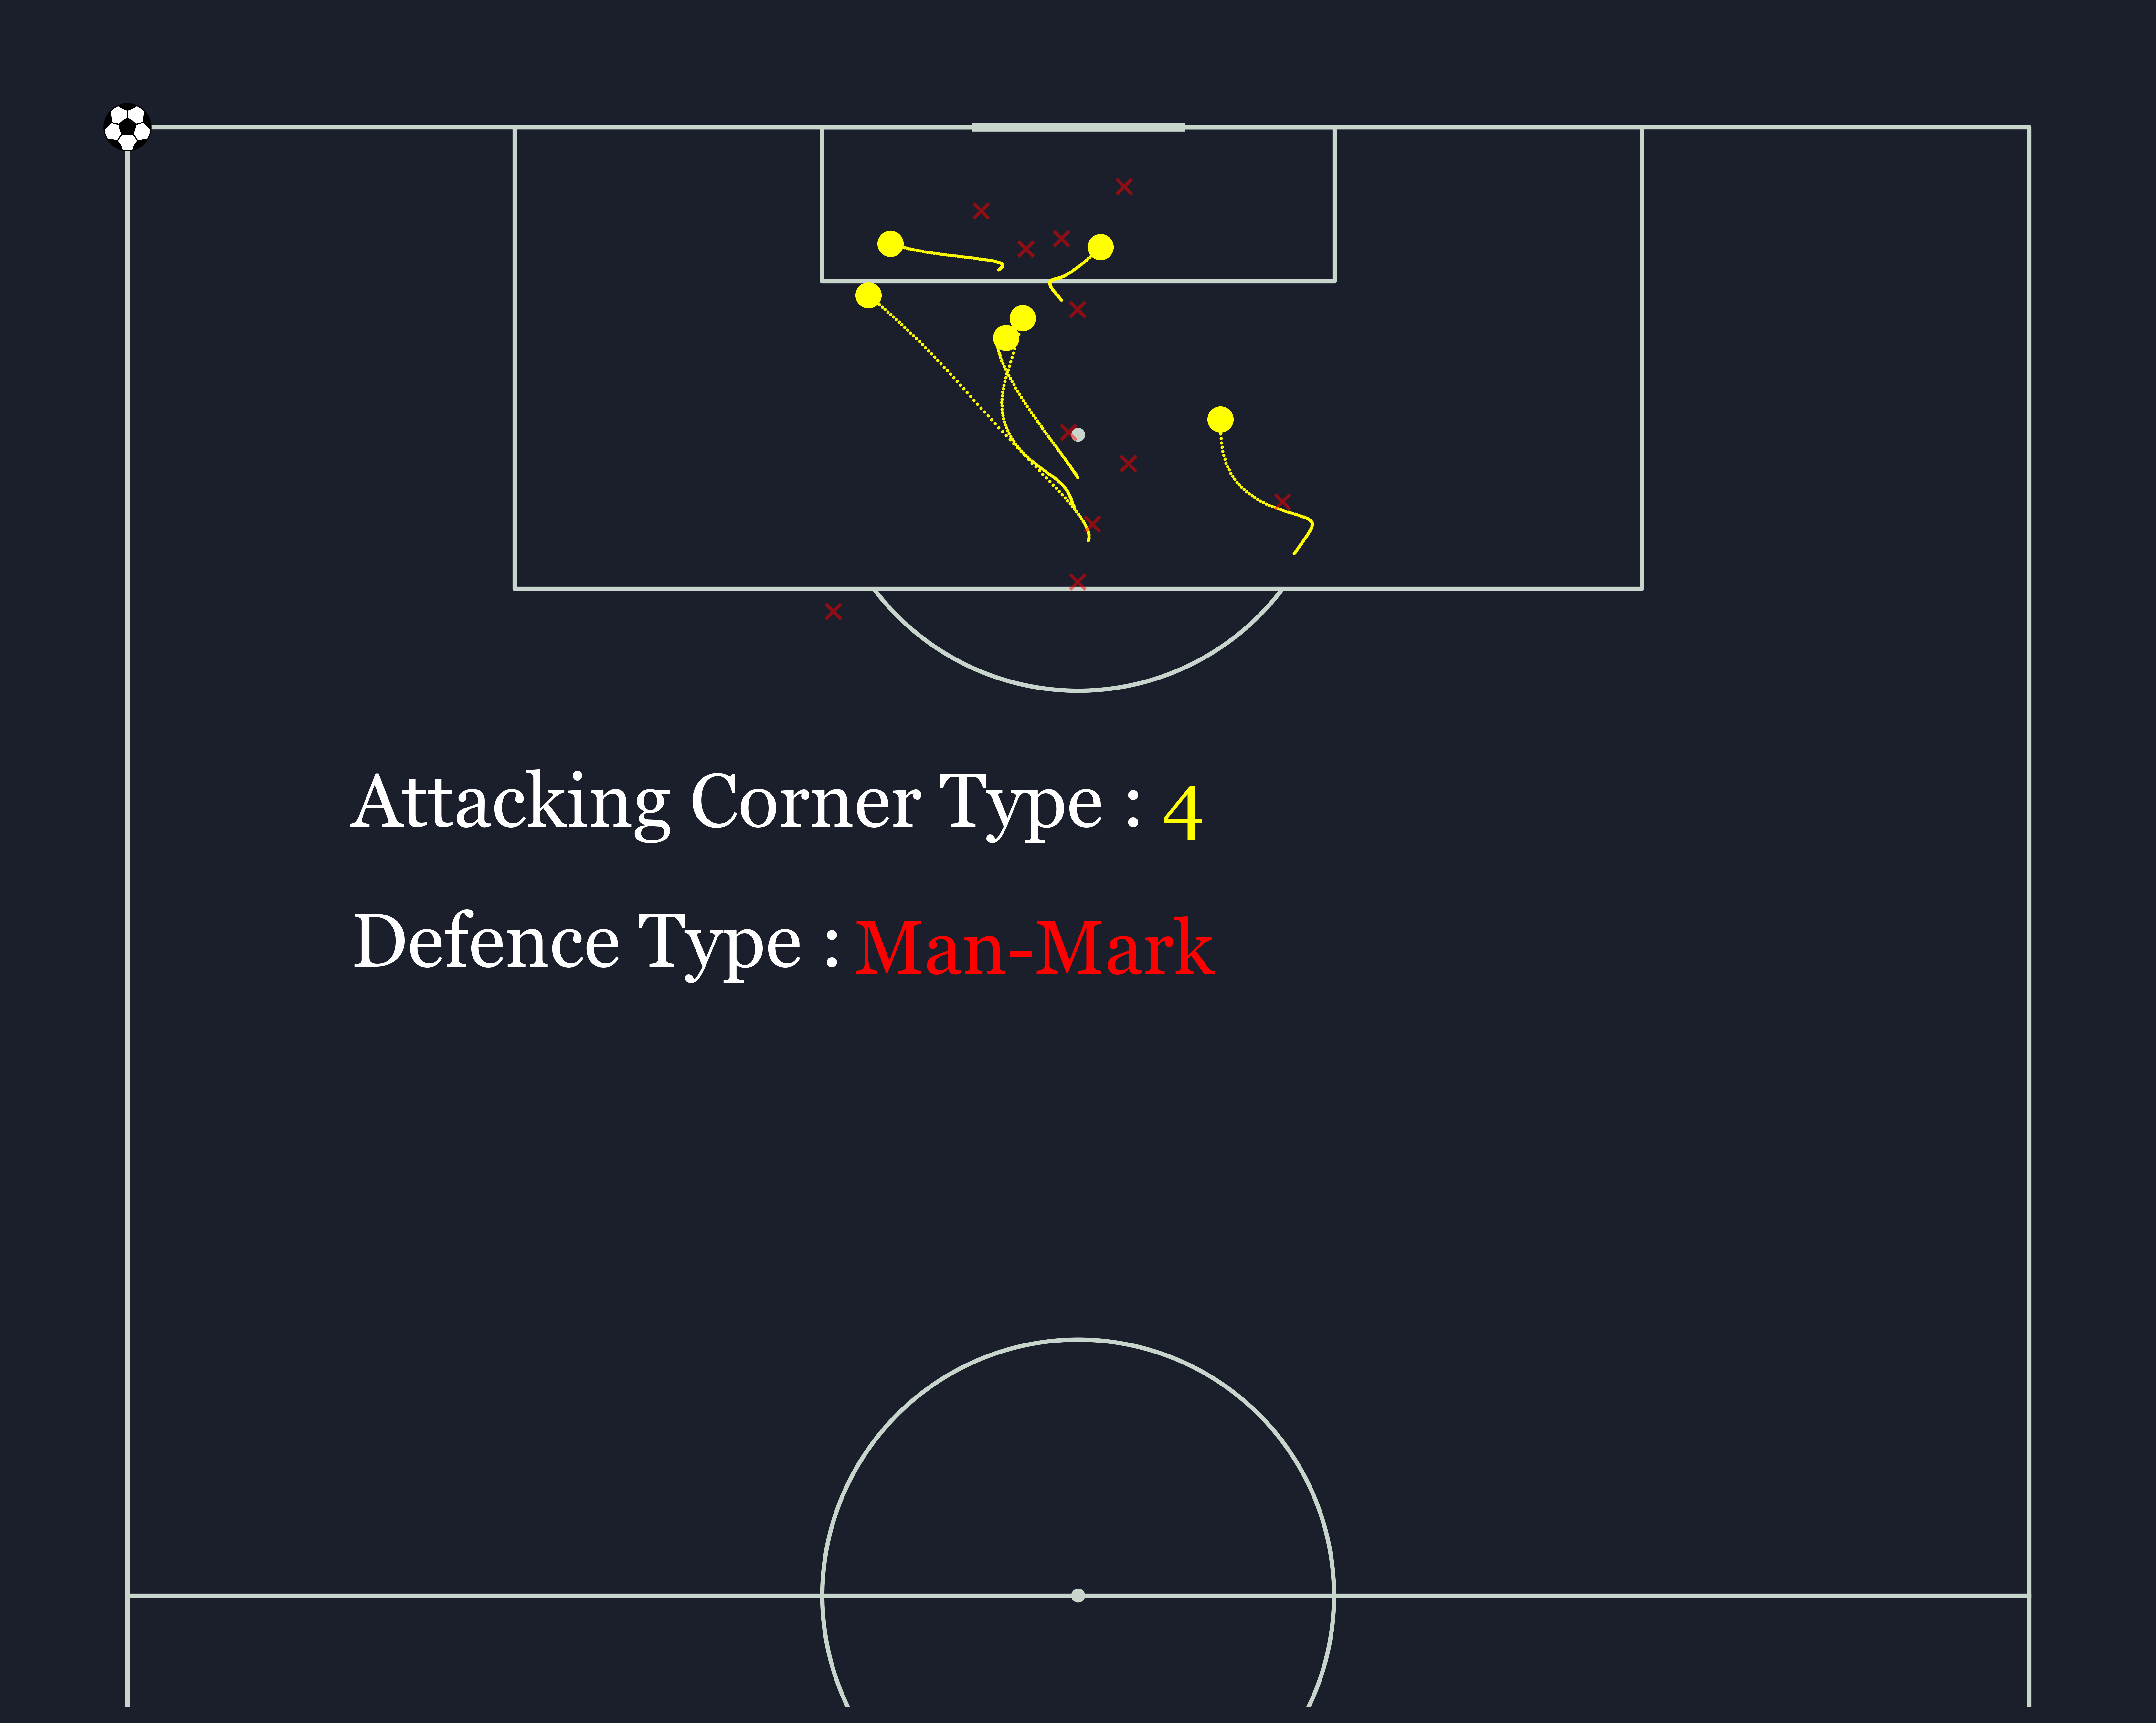 Attacking Corner Type : 4
Defence Type : Man-Mark